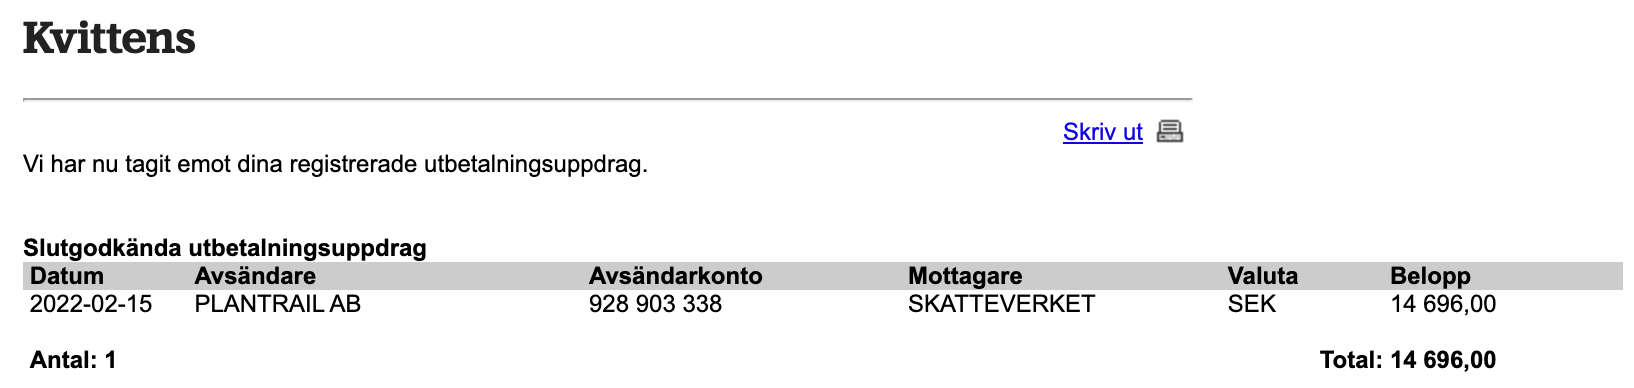 Kvittens
Skriv ut
Vi har nu tagit emot dina registrerade utbetalningsuppdrag.
Slutgodkända utbetalningsuppdrag
Datum Avsändare Avsändarkonto Mottagare Valuta Belopp
2022-02-15 PLANTRAIL AB 928 903 338 SKATTEVERKET SEK 14 696,00
Antal: 1 Total: 14 696,00